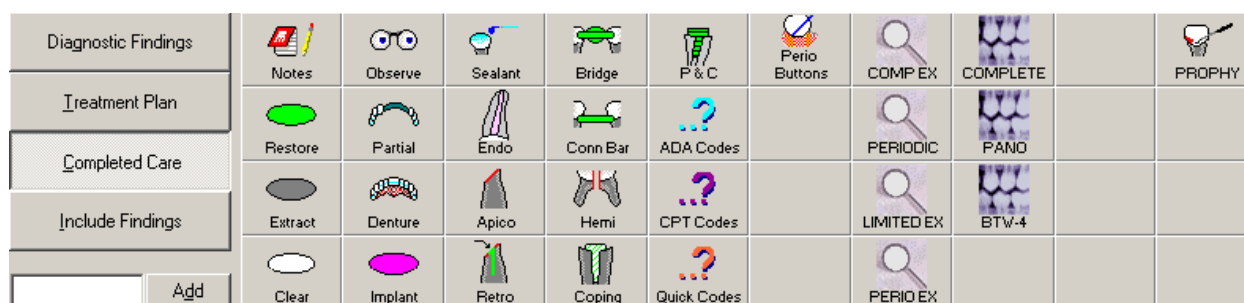 Diagnostic Findings
Treatment Plan
Completed Care
Include Findings
Add
Notes
Observe
Sealant
Bridge
P & C
Perio
Buttons
COMP EX
COMPLETE
PROPHY
Restore
Partial
Endo
Conn Bar
ADA Codes
PERIODIC
PANO
Extract
Denture
Apico
Hemi
CPT Codes
LIMITED EX
BTW-4
Clear
Implant
Retro
Coping
Quick Codes
PERIO EX